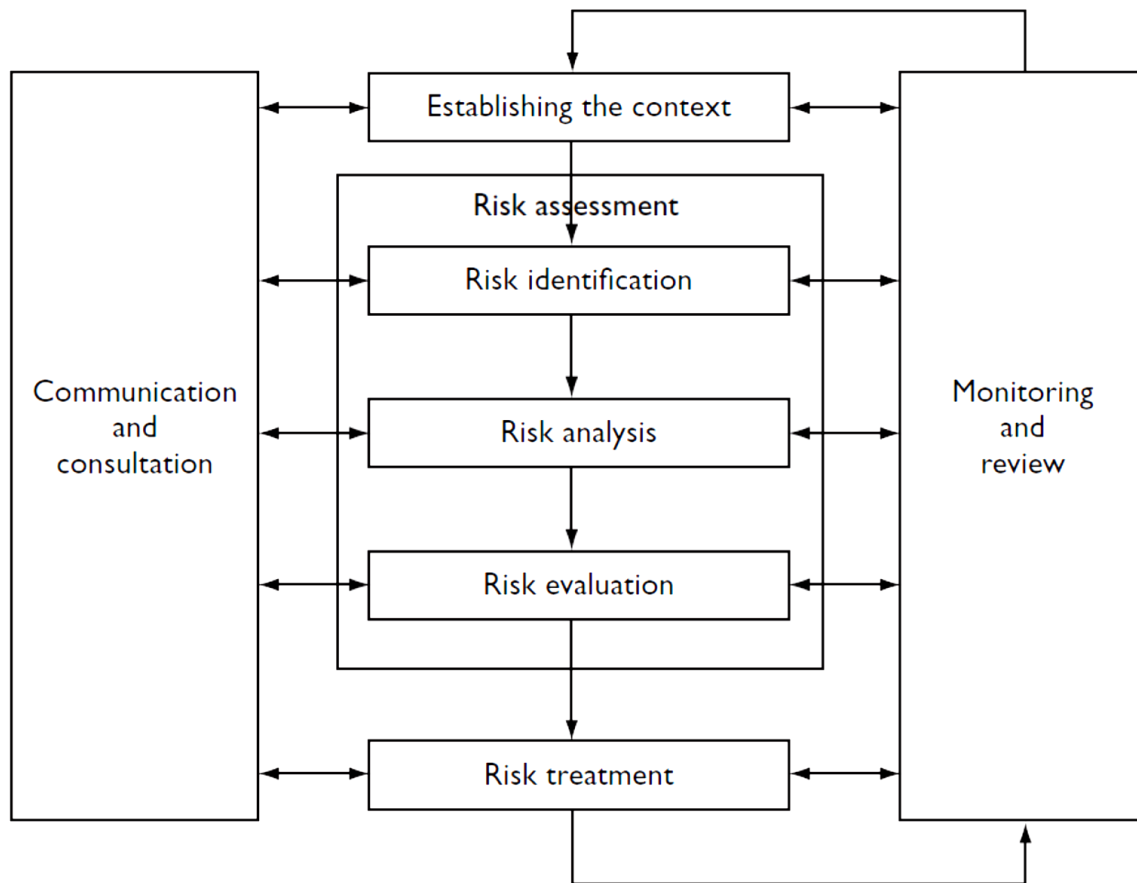 Establishing the context
Risk assessment
Risk identification
Communication
and
consultation
Risk analysis
Monitoring
and
review
Risk evaluation
Risk treatment